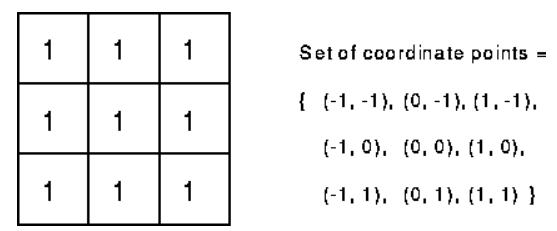 1 1 1
1 1 1
1 1 1
Set of coordinate points =
{ (-1, -1), (0, -1), (1, -1),
(-1, 0), (0, 0), (1, 0),
(-1, 1), (0, 1), (1, 1) }